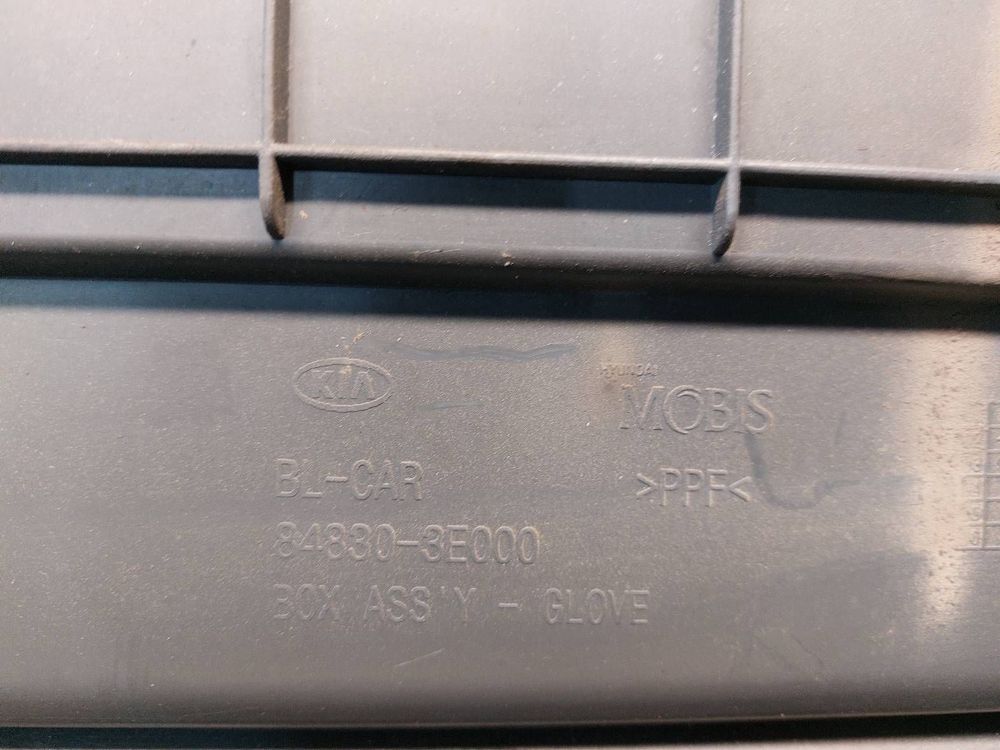 KIA
HYUNDAI
MOBIS
BL-CAR
>PPF<
84830-3E000
BOX ASS'Y - GLOVE